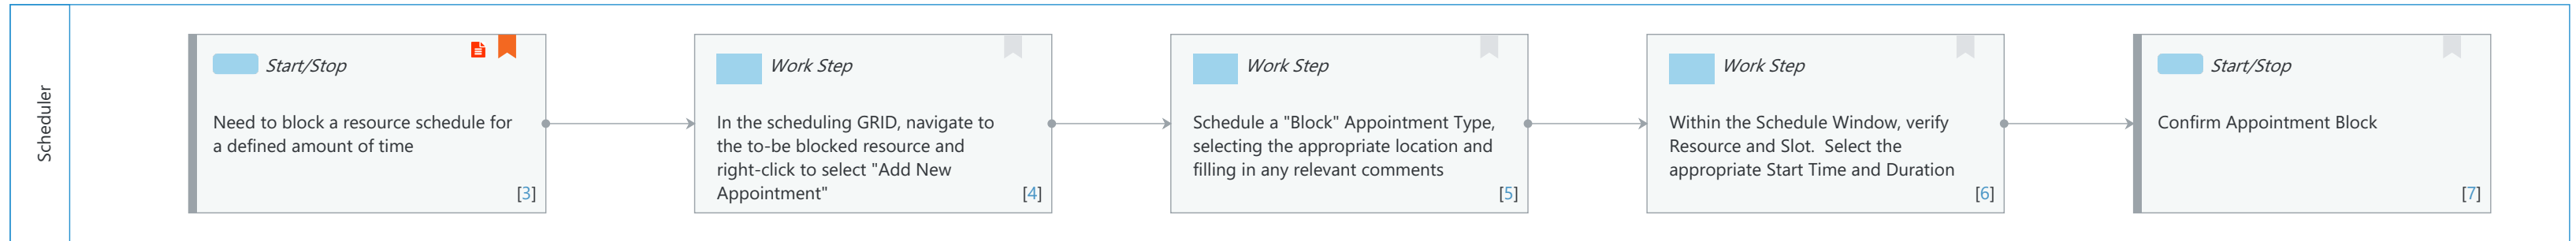 Scheduler
Start/Stop
Need to block a resource schedule for
a defined amount of time
[3]
Work Step
In the scheduling GRID, navigate to
the to-be blocked resource and
right-click to select "Add New
Appointment"
[4]
Work Step
Schedule a "Block" Appointment Type,
selecting the appropriate location and
filling in any relevant comments
[5]
Work Step
Within the Schedule Window, verify
Resource and Slot.  Select the
appropriate Start Time and Duration
[6]
Start/Stop
Confirm Appointment Block
[7]